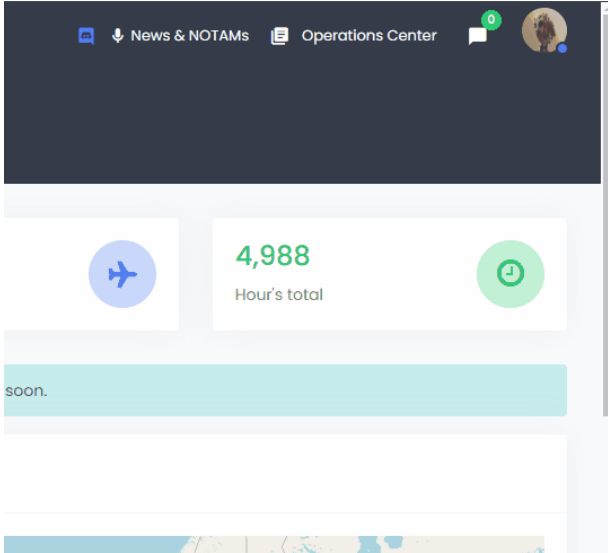 News & NOTAMs
Operations Center
0
4,988
Hour's total
soon.